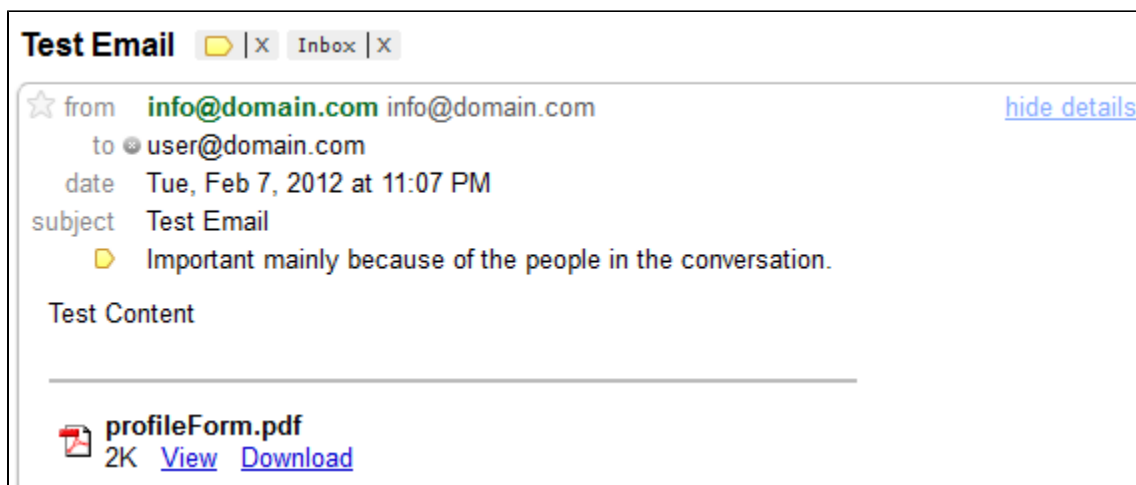 Test Email | X Inbox | X
from info@domain.com info@domain.com hide details
to user@domain.com
date Tue, Feb 7, 2012 at 11:07 PM
subject Test Email
Important mainly because of the people in the conversation.
Test Content
profileForm.pdf
2K View Download